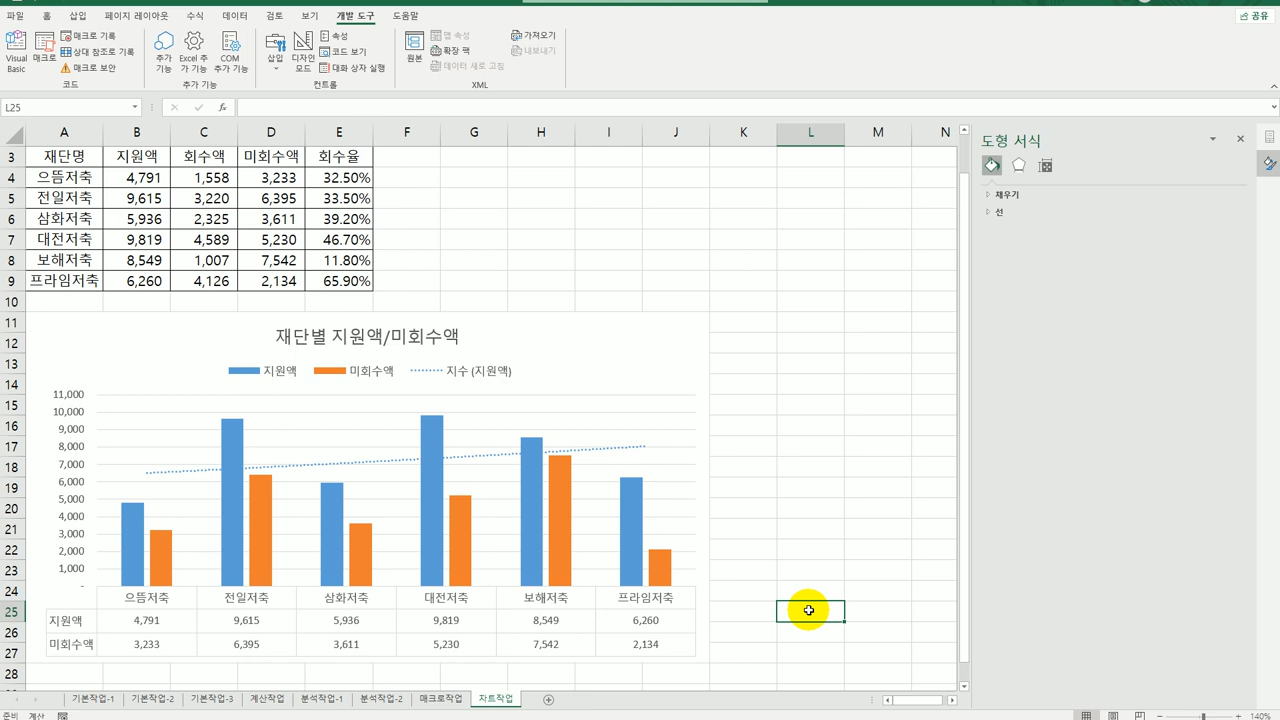 파일 홈 삽입 페이지 레이아웃 수식 데이터 검토 보기 개발 도구 도움말 공유
Visual Basic
매크로
매크로 기록
상대 참조로 기록
매크로 보안
코드
추가 기능
Excel 추가 기능
COM 추가 기능
추가 기능
삽입
디자인 모드
속성
코드 보기
대화 상자 실행
컨트롤
원본
맵 속성
확장 팩
데이터 새로 고침
가져오기
내보내기
XML
L25 fx
A B C D E F G H I J K L M N
3 재단명 지원액 회수액 미회수액 회수율
4 으뜸저축 4,791 1,558 3,233 32.50%
5 전일저축 9,615 3,220 6,395 33.50%
6 삼화저축 5,936 2,325 3,611 39.20%
7 대전저축 9,819 4,589 5,230 46.70%
8 보해저축 8,549 1,007 7,542 11.80%
9 프라임저축 6,260 4,126 2,134 65.90%
10
11
12
13
14
15
16
17
18
19
20
21
22
23
24
25
26
27
28
재단별 지원액/미회수액
지원액 미회수액 지수 (지원액)
11,000
10,000
9,000
8,000
7,000
6,000
5,000
4,000
3,000
2,000
1,000
-
으뜸저축 전일저축 삼화저축 대전저축 보해저축 프라임저축
지원액 4,791 9,615 5,936 9,819 8,549 6,260
미회수액 3,233 6,395 3,611 5,230 7,542 2,134
도형 서식
채우기
선
기본작업-1 기본작업-2 기본작업-3 계산작업 분석작업-1 분석작업-2 매크로작업 차트작업
준비 계산 140%